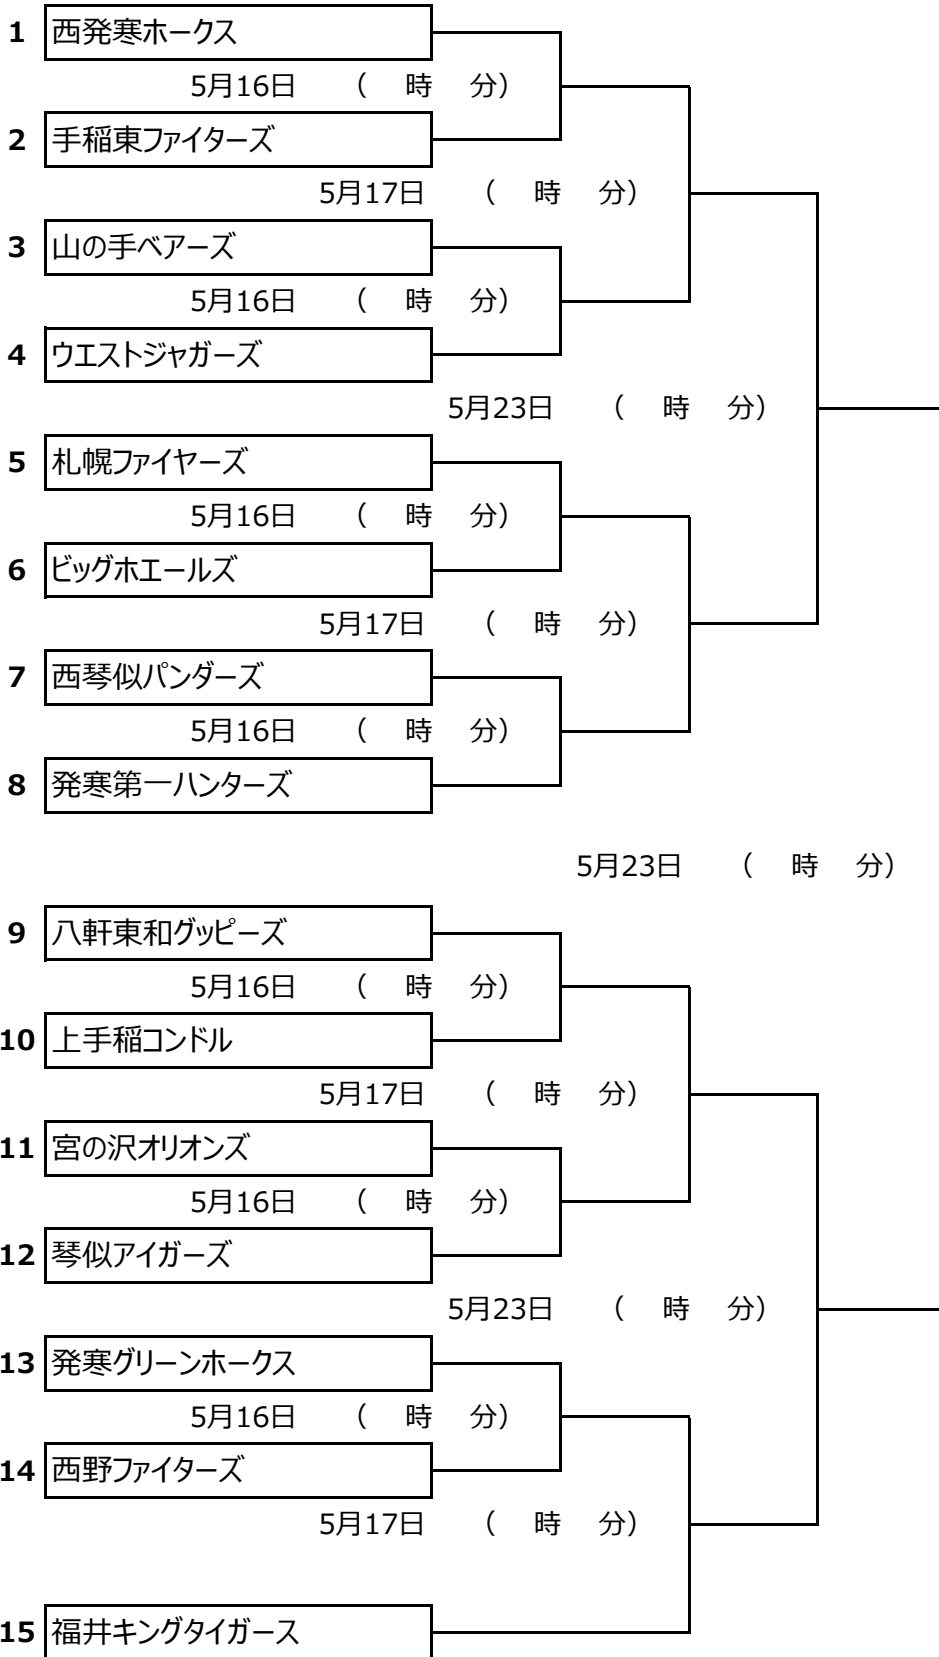 1 西発寒ホークス
5月16日 （ 時 分）
2 手稲東ファイターズ
5月17日 （ 時 分）
3 山の手ベアーズ
5月16日 （ 時 分）
4 ウエストジャガーズ
5月23日 （ 時 分）
5 札幌ファイヤーズ
5月16日 （ 時 分）
6 ビッグホエールズ
5月17日 （ 時 分）
7 西琴似パンダーズ
5月16日 （ 時 分）
8 発寒第一ハンターズ
5月23日 （ 時 分）
9 八軒東和グッピーズ
5月16日 （ 時 分）
10 上手稲コンドル
5月17日 （ 時 分）
11 宮の沢オリオンズ
5月16日 （ 時 分）
12 琴似アイガーズ
5月23日 （ 時 分）
13 発寒グリーンホークス
5月16日 （ 時 分）
14 西野ファイターズ
5月17日 （ 時 分）
15 福井キングタイガース